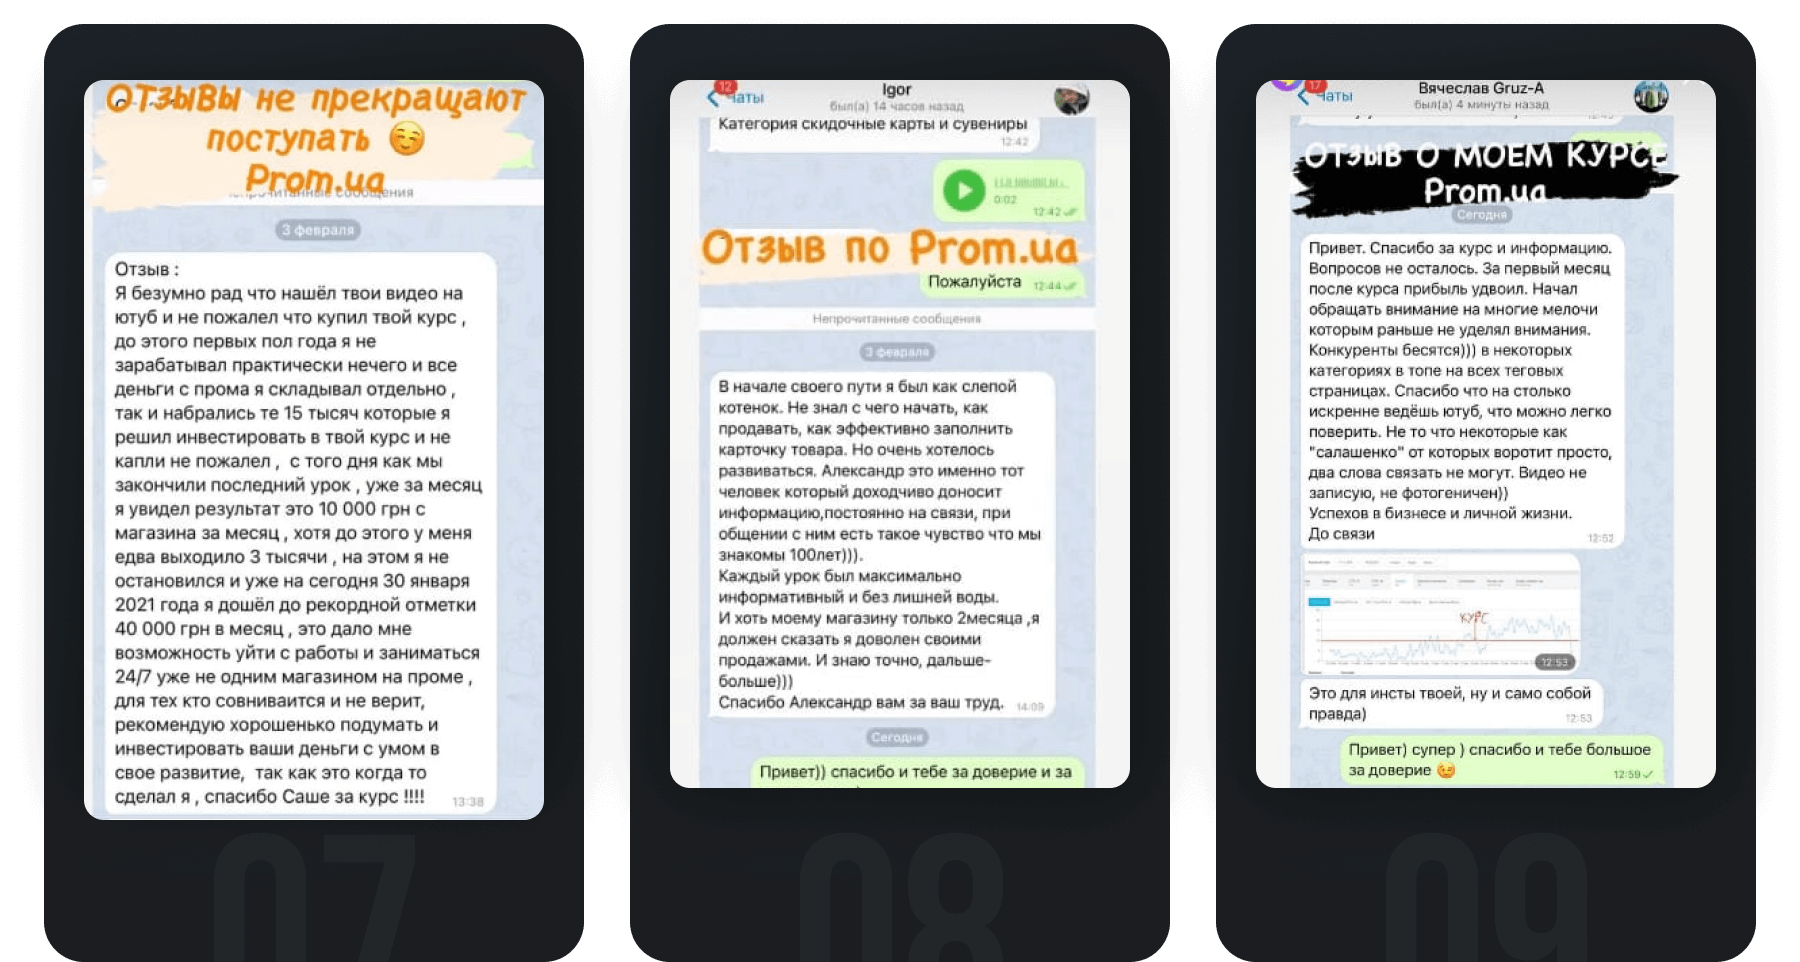 ОТЗЫВЫ не прекращают
поступать 😌
Prom.ua
сообщения
3 февраля
Отзыв :
Я безумно рад что нашёл твои видео на
ютуб и не пожалел что купил твой курс ,
до этого первых пол года я не
зарабатывал практически нечего и все
деньги с прома я складывал отдельно ,
так и набрались те 15 тысяч которые я
решил инвестировать в твой курс и не
капли не пожалел , с того дня как мы
закончили последний урок , уже за месяц
я увидел результат это 10 000 грн с
магазина за месяц , хотя до этого у меня
едва выходило 3 тысячи , на этом я не
остановился и уже на сегодня 30 января
2021 года я дошёл до рекордной отметки
40 000 грн в месяц , это дало мне
возможность уйти с работы и заниматься
24/7 уже не одним магазином на проме ,
для тех кто совниваится и не верит,
рекомендую хорошенько подумать и
инвестировать ваши деньги с умом в
свое развитие, так как это когда то
сделал я , спасибо Саше за курс !!!!
13:38
07
12
Чаты
Igor
был(а) 14 часов назад
Категория скидочные карты и сувениры
12:42
0:02
12:42
Отзыв по Prom.ua
Пожалуйста
12:44
Непрочитанные сообщения
3 февраля
В начале своего пути я был как слепой
котенок. Не знал с чего начать, как
продавать, как эффективно заполнить
карточку товара. Но очень хотелось
развиваться. Александр это именно тот
человек который доходчиво доносит
информацию,постоянно на связи, при
общении с ним есть такое чувство что мы
знакомы 100лет))).
Каждый урок был максимально
информативный и без лишней воды.
И хоть моему магазину только 2месяца ,я
должен сказать я доволен своими
продажами. И знаю точно, дальше-
больше)))
Спасибо Александр вам за ваш труд.
14:09
Сегодня
Привет)) спасибо и тебе за доверие и за
08
17
Чаты
Вячеслав Gruz-A
был(а) 4 минуты назад
ОТЗЫВ О МОЕМ КУРСЕ
Prom.ua
Сегодня
Привет. Спасибо за курс и информацию.
Вопросов не осталось. За первый месяц
после курса прибыль удвоил. Начал
обращать внимание на многие мелочи
которым раньше не уделял внимания.
Конкуренты бесятся))) в некоторых
категориях в топе на всех теговых
страницах. Спасибо что на столько
искренне ведёшь ютуб, что можно легко
поверить. Не то что некоторые как
"салашенко" от которых воротит просто,
два слова связать не могут. Видео не
записую, не фотогеничен))
Успехов в бизнесе и личной жизни.
До связи
12:52
КУРС
12:53
Это для инсты твоей, ну и само собой
правда)
12:53
Привет) супер ) спасибо и тебе большое
за доверие 😉
12:59
09